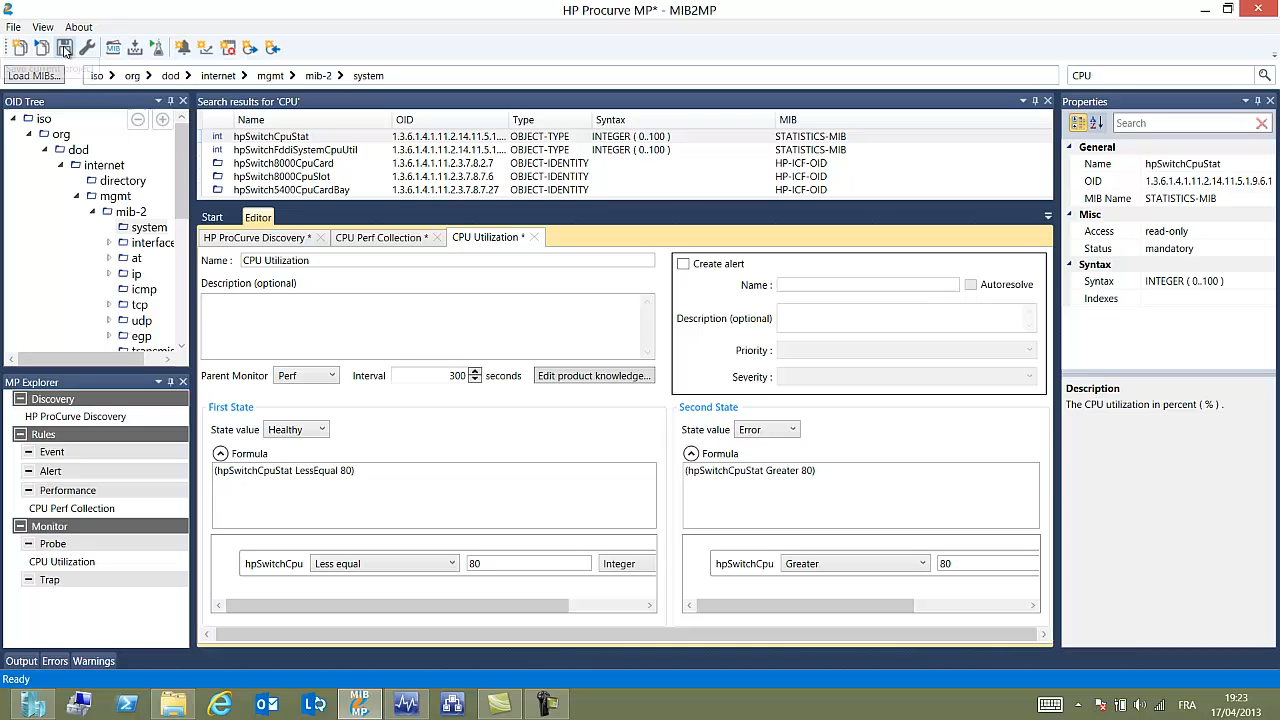 HP Procurve MP* - MIB2MP
File View About
Load MIBs... iso org dod internet mgmt mib-2 system CPU
OID Tree
iso
org
dod
internet
directory
mgmt
mib-2
system
interface
at
ip
icmp
tcp
udp
egp
Search results for 'CPU'
Name OID Type Syntax MIB
int hpSwitchCpuStat 1.3.6.1.4.1.11.2.14.11.5.1.... OBJECT-TYPE INTEGER ( 0..100 ) STATISTICS-MIB
int hpSwitchFddiSystemCpuUtil 1.3.6.1.4.1.11.2.14.11.5.1.... OBJECT-TYPE INTEGER ( 0..100 ) STATISTICS-MIB
hpSwitch8000CpuCard 1.3.6.1.4.1.11.2.3.7.8.2.7 OBJECT-IDENTITY HP-ICF-OID
hpSwitch8000CpuSlot 1.3.6.1.4.1.11.2.3.7.8.7.6 OBJECT-IDENTITY HP-ICF-OID
hpSwitch5400CpuCardBay 1.3.6.1.4.1.11.2.3.7.8.27 OBJECT-IDENTITY HP-ICF-OID
Start Editor
HP ProCurve Discovery * CPU Perf Collection * CPU Utilization *
Name : CPU Utilization
Description (optional)
Parent Monitor Perf Interval 300 seconds Edit product knowledge...
Create alert
Name : Autoresolve
Description (optional)
Priority :
Severity :
First State
State value Healthy
Formula
(hpSwitchCpuStat LessEqual 80)
hpSwitchCpu Less equal 80 Integer
Second State
State value Error
Formula
(hpSwitchCpuStat Greater 80)
hpSwitchCpu Greater 80
MP Explorer
Discovery
HP ProCurve Discovery
Rules
Event
Alert
Performance
CPU Perf Collection
Monitor
Probe
CPU Utilization
Trap
Properties
Search
General
Name hpSwitchCpuStat
OID 1.3.6.1.4.1.11.2.14.11.5.1.9.6.1
MIB Name STATISTICS-MIB
Misc
Access read-only
Status mandatory
Syntax
Syntax INTEGER ( 0..100 )
Indexes
Description
The CPU utilization in percent ( % ) .
Output Errors Warnings
Ready
MIB
MP
FRA
19:23
17/04/2013